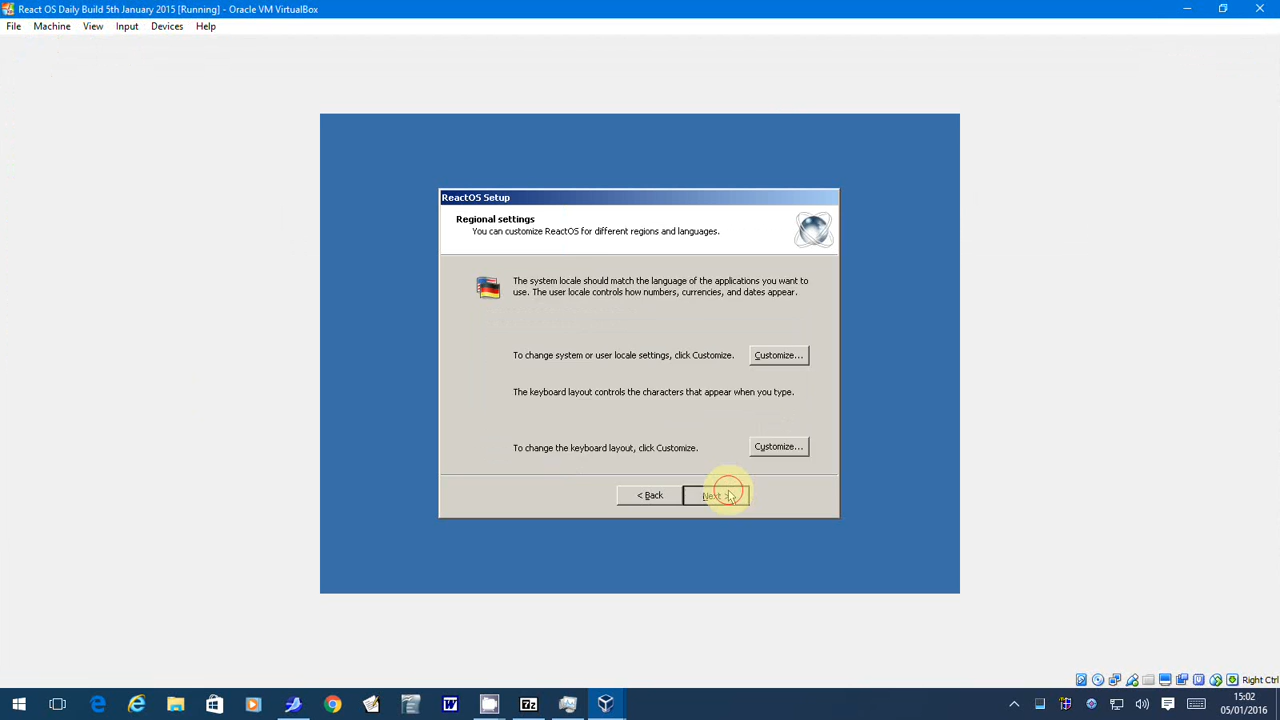 React OS Daily Build 5th January 2015 [Running] - Oracle VM VirtualBox
File Machine View Input Devices Help
ReactOS Setup
Regional settings
You can customize ReactOS for different regions and languages.
The system locale should match the language of the applications you want to
use. The user locale controls how numbers, currencies, and dates appear.
To change system or user locale settings, click Customize. Customize...
The keyboard layout controls the characters that appear when you type.
To change the keyboard layout, click Customize. Customize...
< Back Next >
Right Ctrl
15:02
05/01/2016